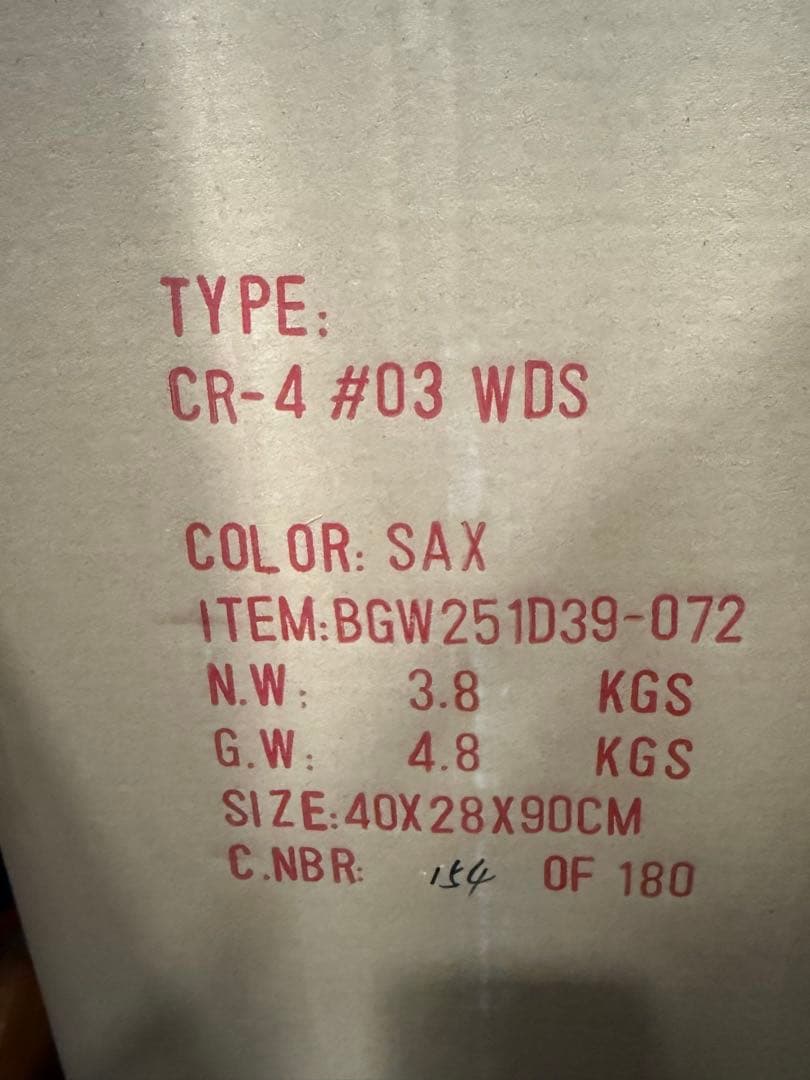 TYPE:
CR-4 #03 WDS
COLOR: SAX
ITEM:BGW251D39-072
N.W: 3.8 KGS
G.W: 4.8 KGS
SIZE:40X28X90CM
C.NBR: 154 OF 180